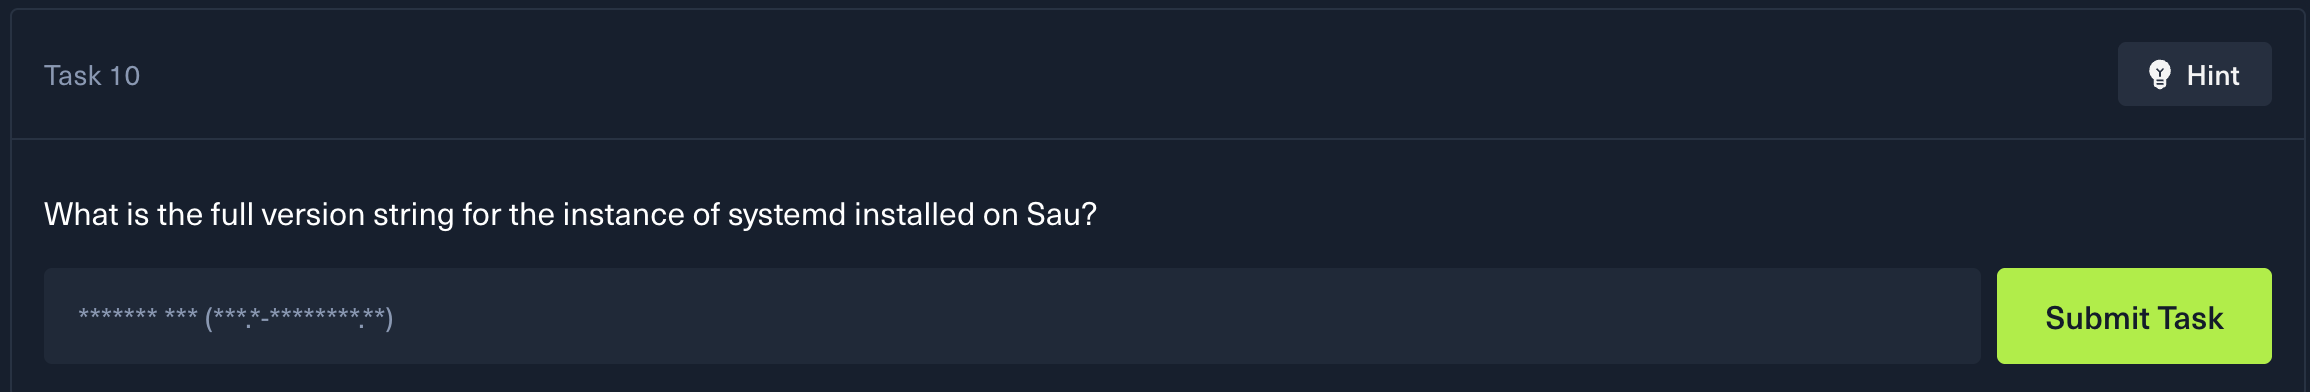 Task 10
Hint
What is the full version string for the instance of systemd installed on Sau?
******* *** (***.*-********.**)
Submit Task